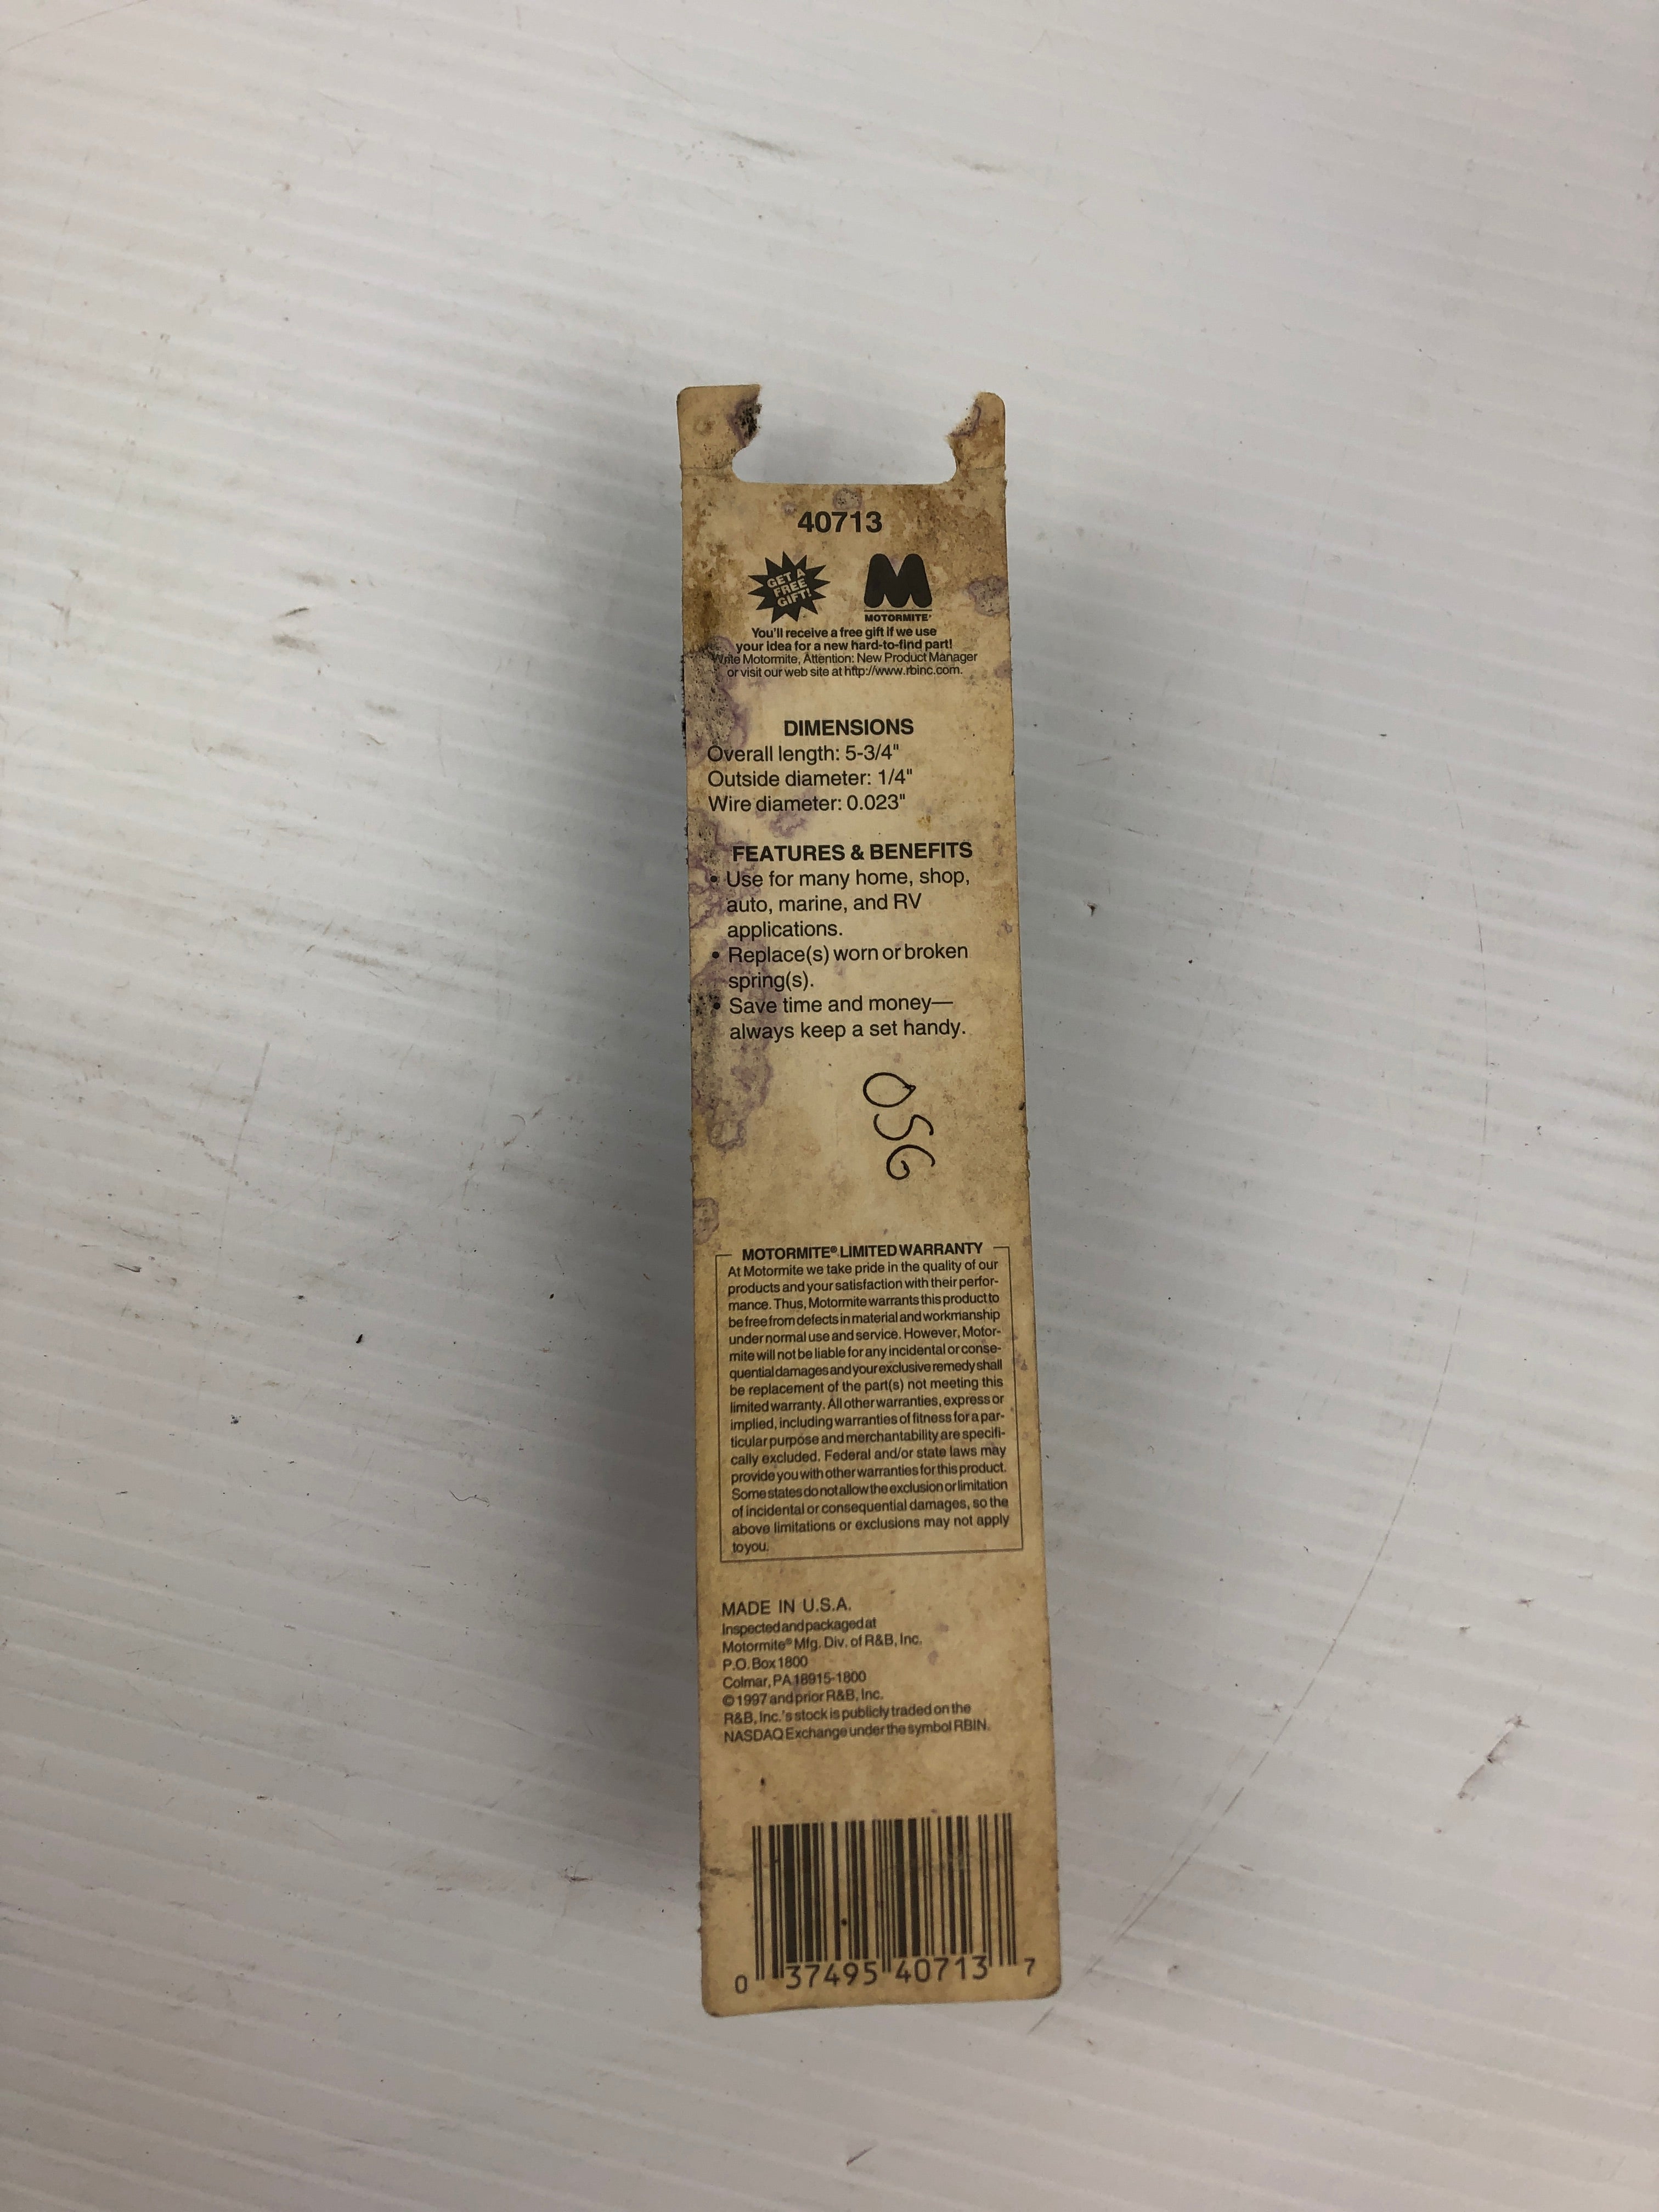 40713
GET A
FREE
GIFT!
M
MOTORMITE®
You'll receive a free gift if we use
your idea for a new hard-to-find part!
Write Motormite, Attention: New Product Manager
or visit our web site at http://www.rbinc.com.
DIMENSIONS
Overall length: 5-3/4"
Outside diameter: 1/4"
Wire diameter: 0.023"
FEATURES & BENEFITS
• Use for many home, shop,
auto, marine, and RV
applications.
• Replace(s) worn or broken
spring(s).
• Save time and money—
always keep a set handy.
OSG
MOTORMITE® LIMITED WARRANTY
At Motormite we take pride in the quality of our
products and your satisfaction with their perfor-
mance. Thus, Motormite warrants this product to
be free from defects in material and workmanship
under normal use and service. However, Motor-
mite will not be liable for any incidental or conse-
quential damages and your exclusive remedy shall
be replacement of the part(s) not meeting this
limited warranty. All other warranties, express or
implied, including warranties of fitness for a par-
ticular purpose and merchantability are specifi-
cally excluded. Federal and/or state laws may
provide you with other warranties for this product.
Some states do not allow the exclusion or limitation
of incidental or consequential damages, so the
above limitations or exclusions may not apply
to you.
MADE IN U.S.A.
Inspected and packaged at
Motormite® Mfg. Div. of R&B, Inc.
P.O. Box 1800
Colmar, PA 18915-1800
© 1997 and prior R&B, Inc.
R&B, Inc.'s stock is publicly traded on the
NASDAQ Exchange under the symbol RBIN.
0 37495 40713 7